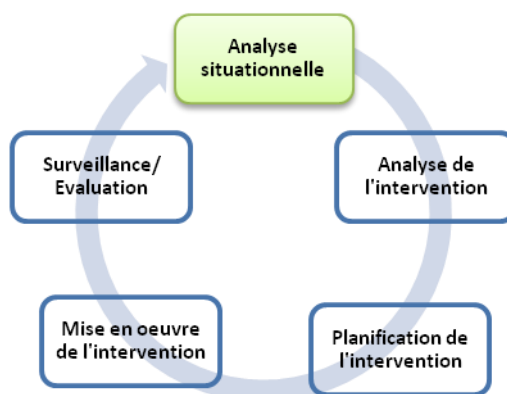 Analyse
situationnelle
Analyse de
l'intervention
Planification de
l'intervention
Mise en oeuvre
de l'intervention
Surveillance/
Evaluation